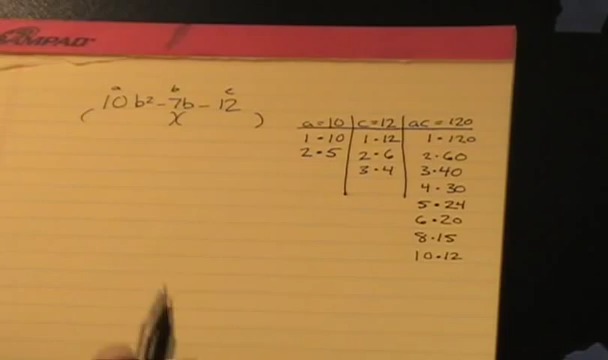 AMPAD
a b c
10b² - 7b - 12
( )( )
a = 10 c = 12 ac = 120
1 • 10 1 • 12 1 • 120
2 • 5 2 • 6 2 • 60
3 • 4 3 • 40
4 • 30
5 • 24
6 • 20
8 • 15
10 • 12